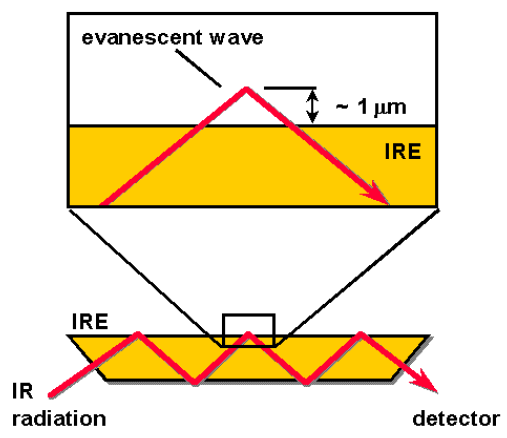 evanescent wave
~ 1 μm
IRE
IRE
IR
radiation
detector